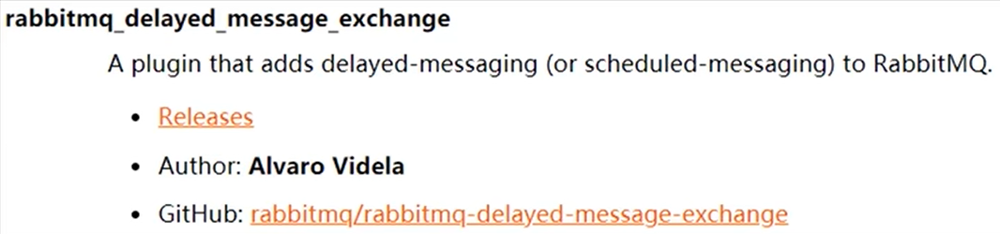 rabbitmq_delayed_message_exchange
A plugin that adds delayed-messaging (or scheduled-messaging) to RabbitMQ.
• Releases
• Author: Alvaro Videla
• GitHub: rabbitmq/rabbitmq-delayed-message-exchange